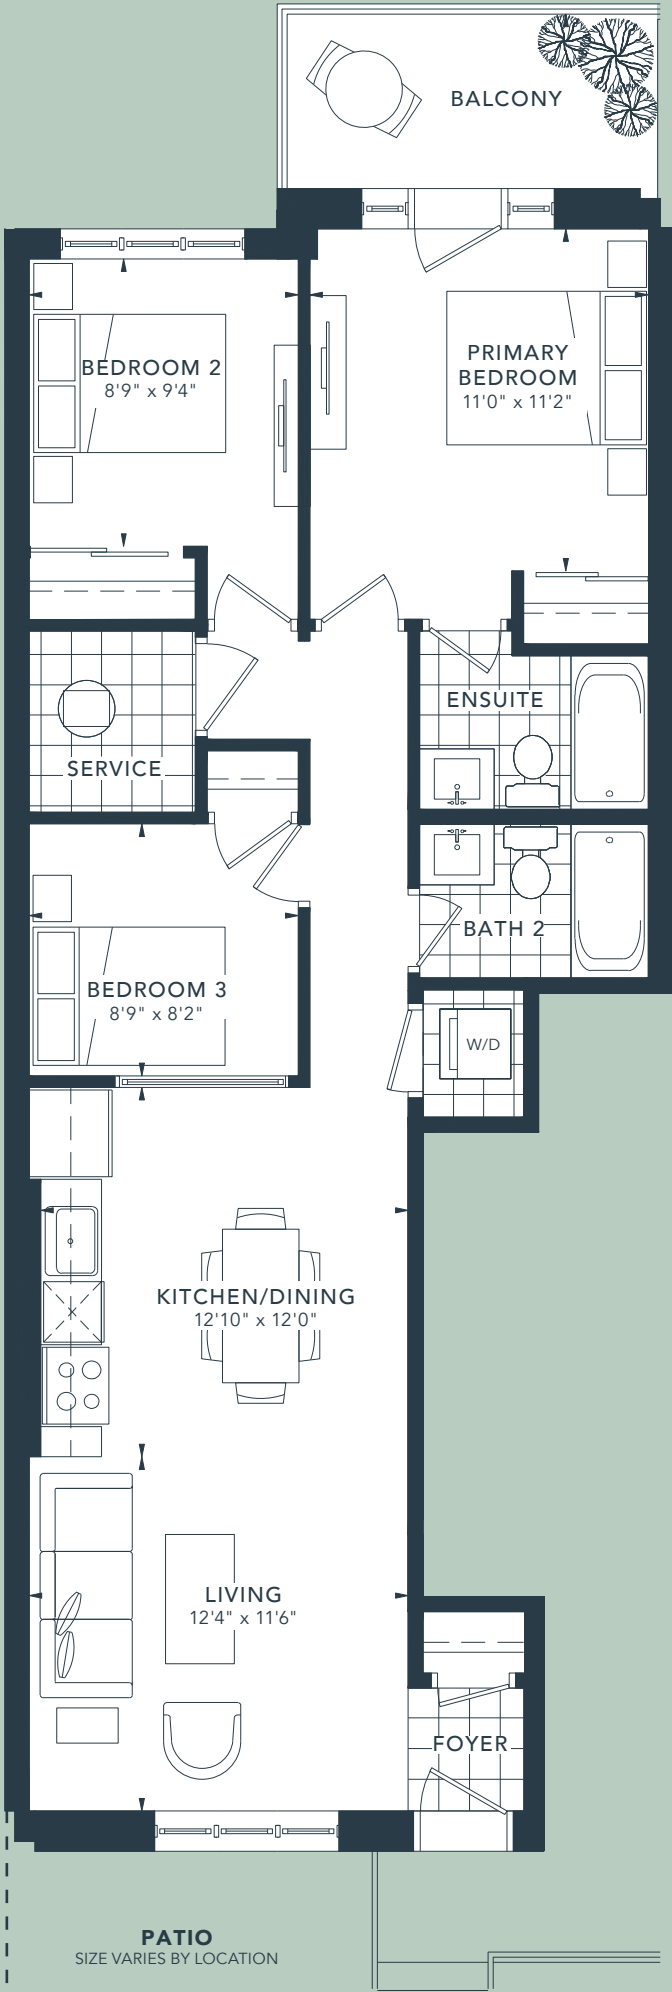 BALCONY
BEDROOM 2
8'9" x 9'4"
PRIMARY
BEDROOM
11'0" x 11'2"
ENSUITE
SERVICE
BATH 2
BEDROOM 3
8'9" x 8'2"
W/D
KITCHEN/DINING
12'10" x 12'0"
LIVING
12'4" x 11'6"
FOYER
PATIO
SIZE VARIES BY LOCATION